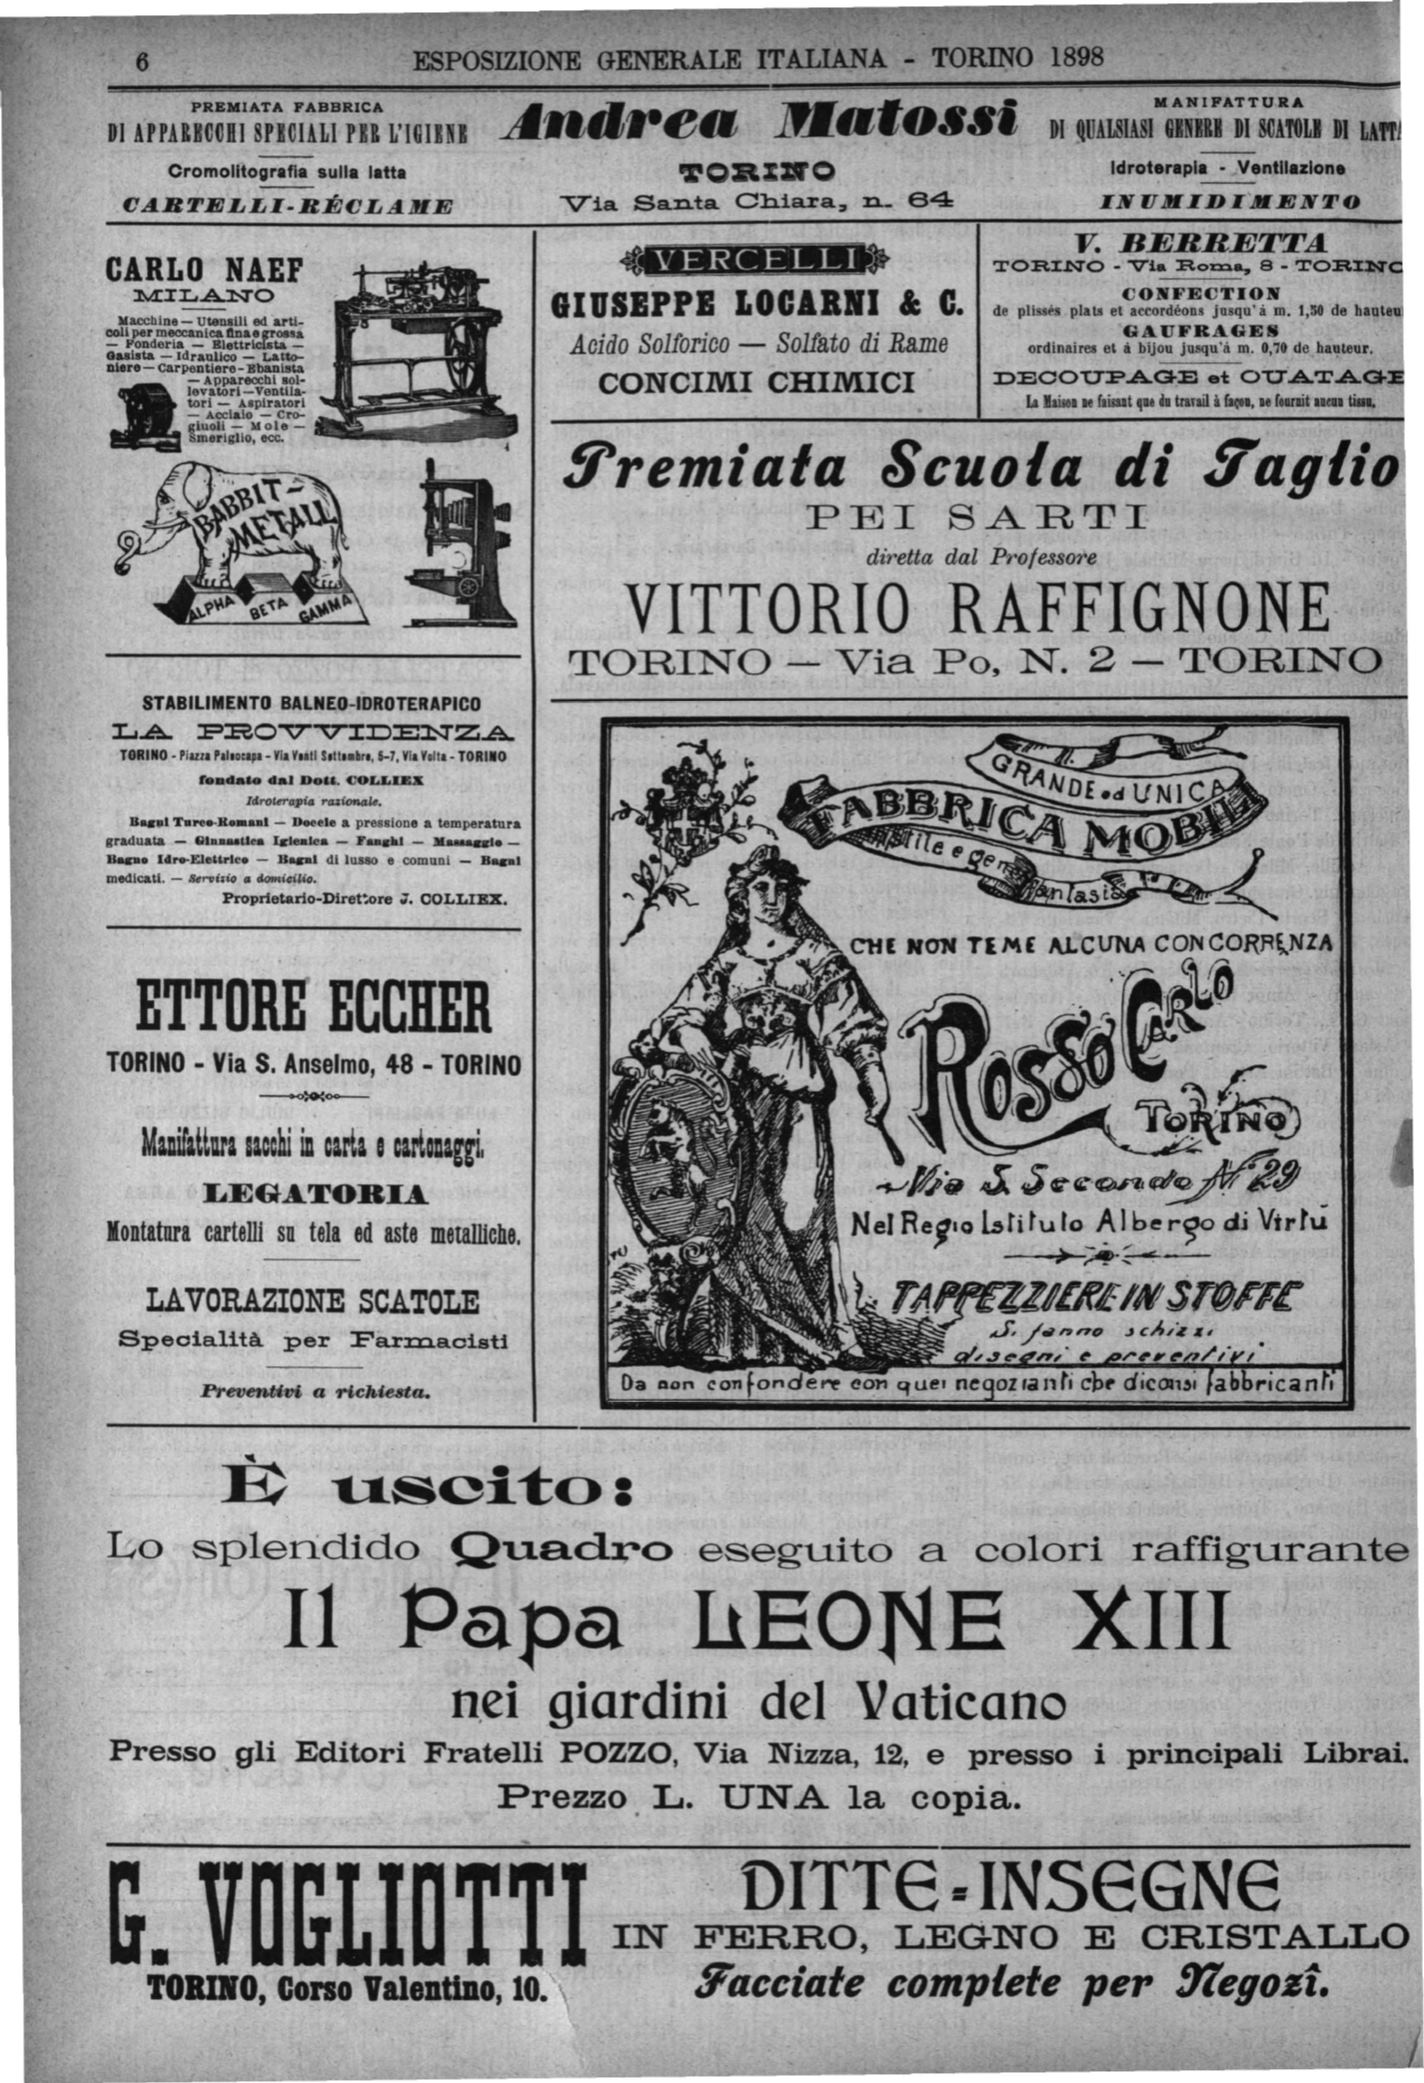 6
ESPOSIZIONE GENERALE ITALIANA - TORINO 1898
PREMIATA FABBRICA
DI APPARECCHI SPECIALI PER L'IGIENE
Cromolitografia sulla latta
CARTELLI-RÉCLAME
Andrea Matossi
TORINO
Via Santa Chiara, n. 64
MANIFATTURA
DI QUALSIASI GENERE DI SCATOLE DI LATTA
Idroterapia - Ventilazione
INUMIDIMENTO
CARLO NAEF
MILANO
Macchine — Utensili ed arti-
coli per meccanica fina e grossa
— Fonderia — Elettricista —
Gasista — Idraulico — Latto-
niere — Carpentiere - Ebanista
— Apparecchi sol-
levatori — Ventila-
tori — Aspiratori
— Acciaio — Cro-
giuoli — Mole —
Smeriglio, ecc.
BABBIT-
METALL
ALPHA BETA GAMMA
STABILIMENTO BALNEO-IDROTERAPICO
LA PROVVIDENZA
TORINO - Piazza Paleocapa - Via Venti Settembre, 5-7, Via Volta - TORINO
fondato dal Dott. COLLIEX
Idroterapia razionale.
Bagni Turco-Romani — Doccie a pressione a temperatura
graduata — Ginnastica Igienica — Fanghi — Massaggio —
Bagno Idro-Elettrico — Bagni di lusso e comuni — Bagni
medicati. — Servizio a domicilio.
Proprietario-Direttore J. COLLIEX.
ETTORE ECCHER
TORINO - Via S. Anselmo, 48 - TORINO
Manifattura sacchi in carta e cartonaggi.
LEGATORIA
Montatura cartelli su tela ed aste metalliche.
LAVORAZIONE SCATOLE
Specialità per Farmacisti
Preventivi a richiesta.
VERCELLI
GIUSEPPE LOCARNI & C.
Acido Solforico — Solfato di Rame
CONCIMI CHIMICI
V. BERRETTA
TORINO - Via Roma, 8 - TORINO
CONFECTION
de plissés plats et accordéons jusqu'à m. 1,50 de hauteu
GAUFRAGES
ordinaires et à bijou jusqu'à m. 0,70 de hauteur.
DECOUPAGE et OUATAGE
La Maison ne faisant que du travail à façon, ne fournit aucun tissu.
Premiata Scuola di Taglio
PEI SARTI
diretta dal Professore
VITTORIO RAFFIGNONE
TORINO — Via Po, N. 2 — TORINO
GRANDE ed UNICA
FABBRICA MOBILI
stile e genere fantasia
CHE NON TEME ALCUNA CONCORRENZA
ROSSO CARLO
TORINO
Via S. Secondo N° 29
Nel Regio Istituto Albergo di Virtù
TAPPEZZIERE IN STOFFE
Si fanno schizzi
disegni e preventivi
Da non confondere con quei negozianti che diconsi fabbricanti
È uscito:
Lo splendido Quadro eseguito a colori raffigurante
Il Papa LEONE XIII
nei giardini del Vaticano
Presso gli Editori Fratelli POZZO, Via Nizza, 12, e presso i principali Librai.
Prezzo L. UNA la copia.
G. VOGLIOTTI
TORINO, Corso Valentino, 10.
DITTE-INSEGNE
IN FERRO, LEGNO E CRISTALLO
Facciate complete per Negozî.